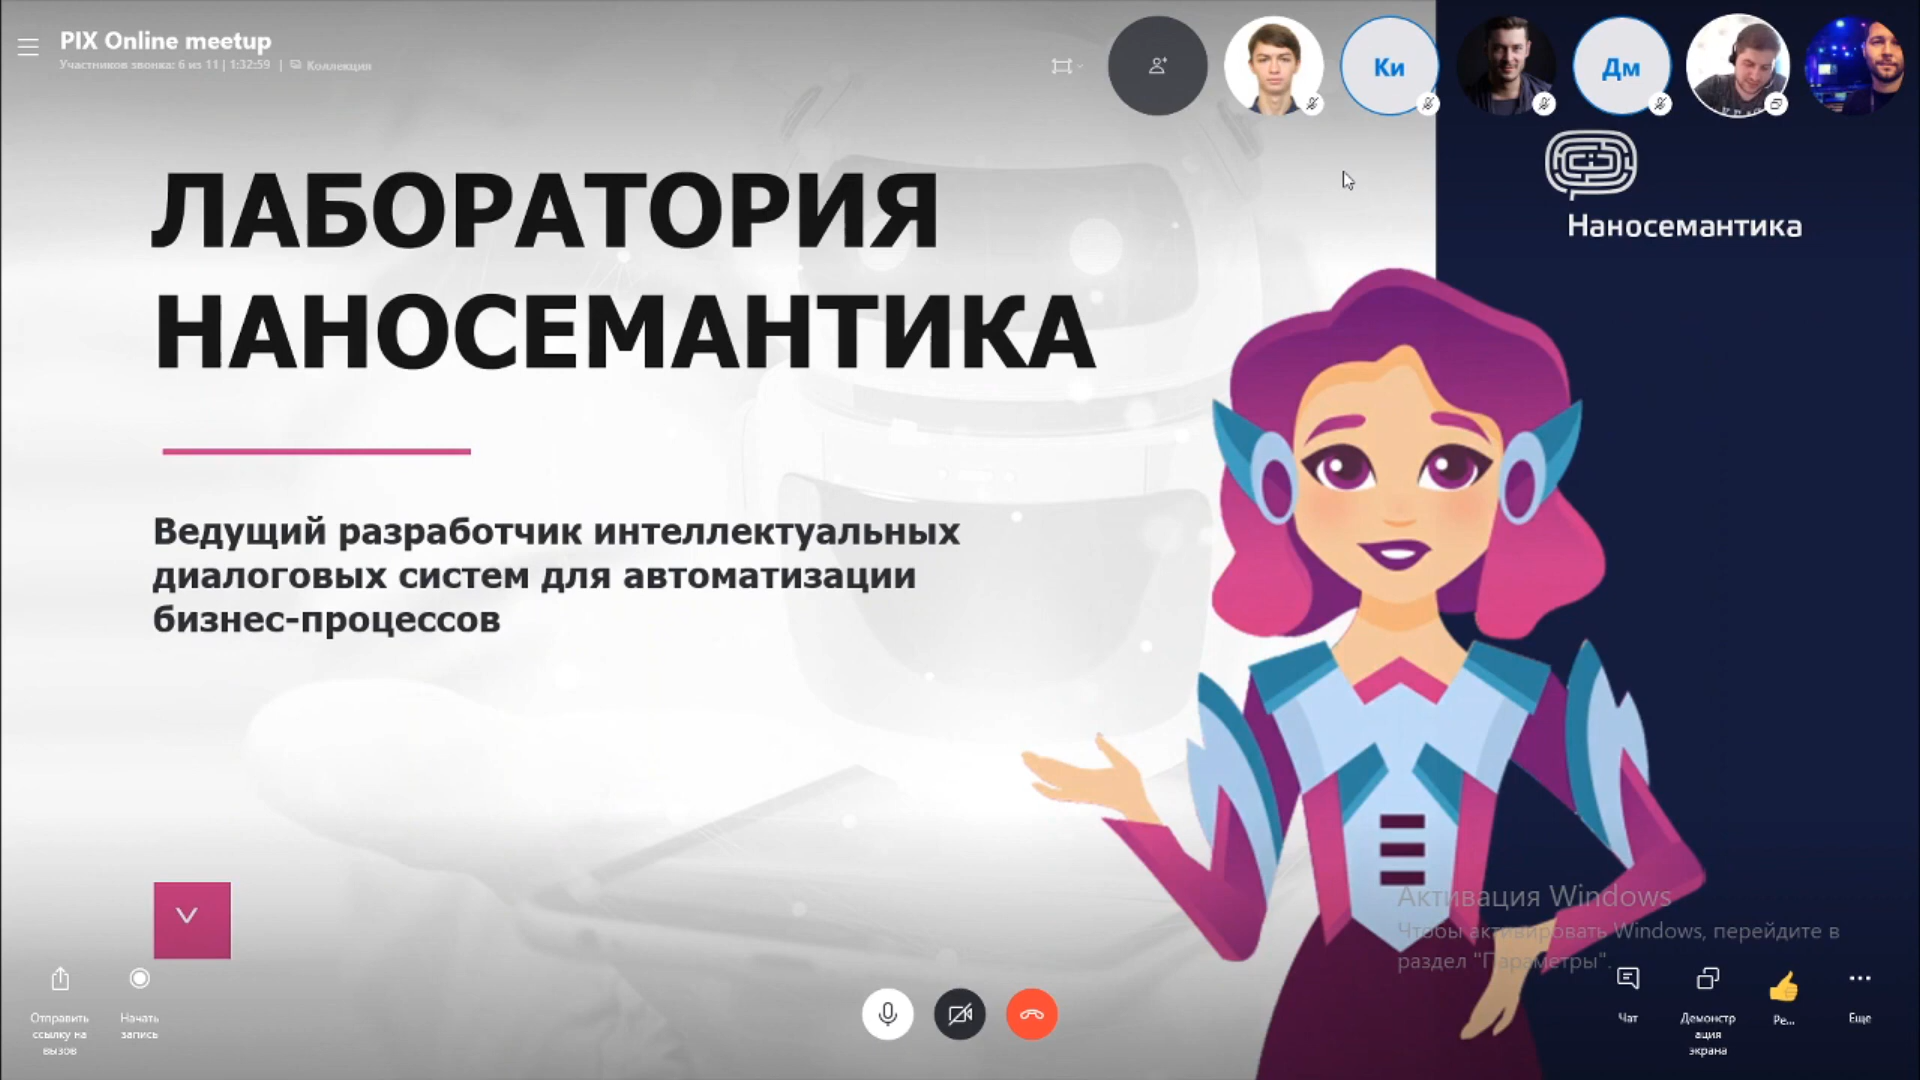 PIX Online meetup
Участников звонка: 6 из 11 | 1:32:59 | Коллекция
Ки
Дм
Наносемантика
ЛАБОРАТОРИЯ
НАНОСЕМАНТИКА
Ведущий разработчик интеллектуальных
диалоговых систем для автоматизации
бизнес-процессов
Активация Windows
Чтобы активировать Windows, перейдите в
раздел "Параметры".
Отправить
ссылку на
вызов
Начать
запись
Чат
Демонстр
ация
экрана
Ре...
Еще